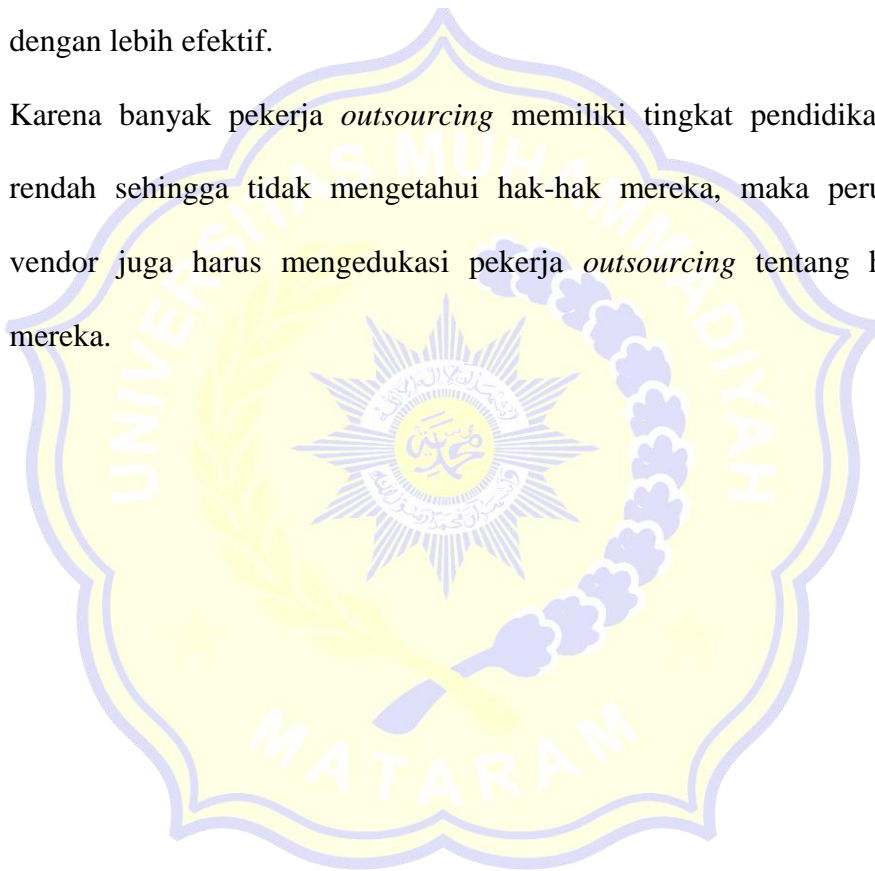 dengan lebih efektif.
Karena banyak pekerja outsourcing memiliki tingkat pendidika
rendah sehingga tidak mengetahui hak-hak mereka, maka peru
vendor juga harus mengedukasi pekerja outsourcing tentang h
mereka.
UNIVERSITAS MUHAMMADIYAH
MATARAM